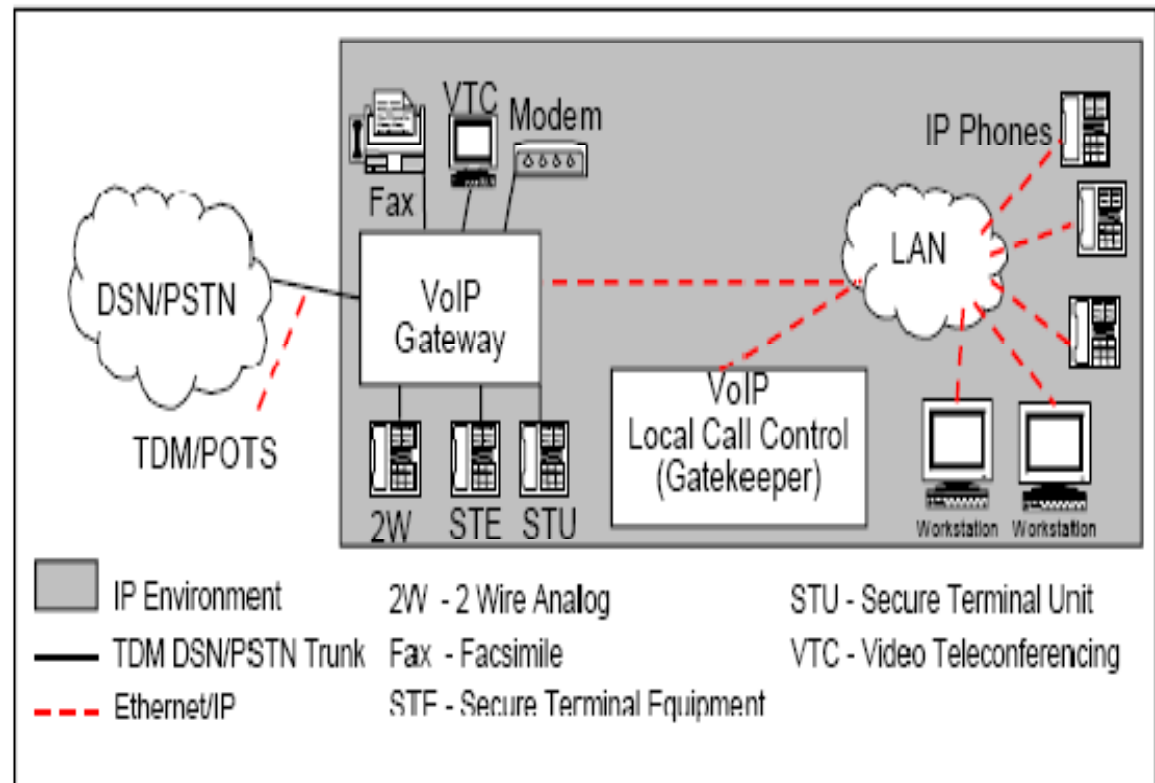 VTC
Modem
IP Phones
Fax
LAN
DSN/PSTN
VoIP
Gateway
VoIP
Local Call Control
(Gatekeeper)
TDM/POTS
2W
STE
STU
Workstation
Workstation
IP Environment
2W - 2 Wire Analog
STU - Secure Terminal Unit
TDM DSN/PSTN Trunk
Fax - Facsimile
VTC - Video Teleconferencing
Ethernet/IP
STE - Secure Terminal Equipment